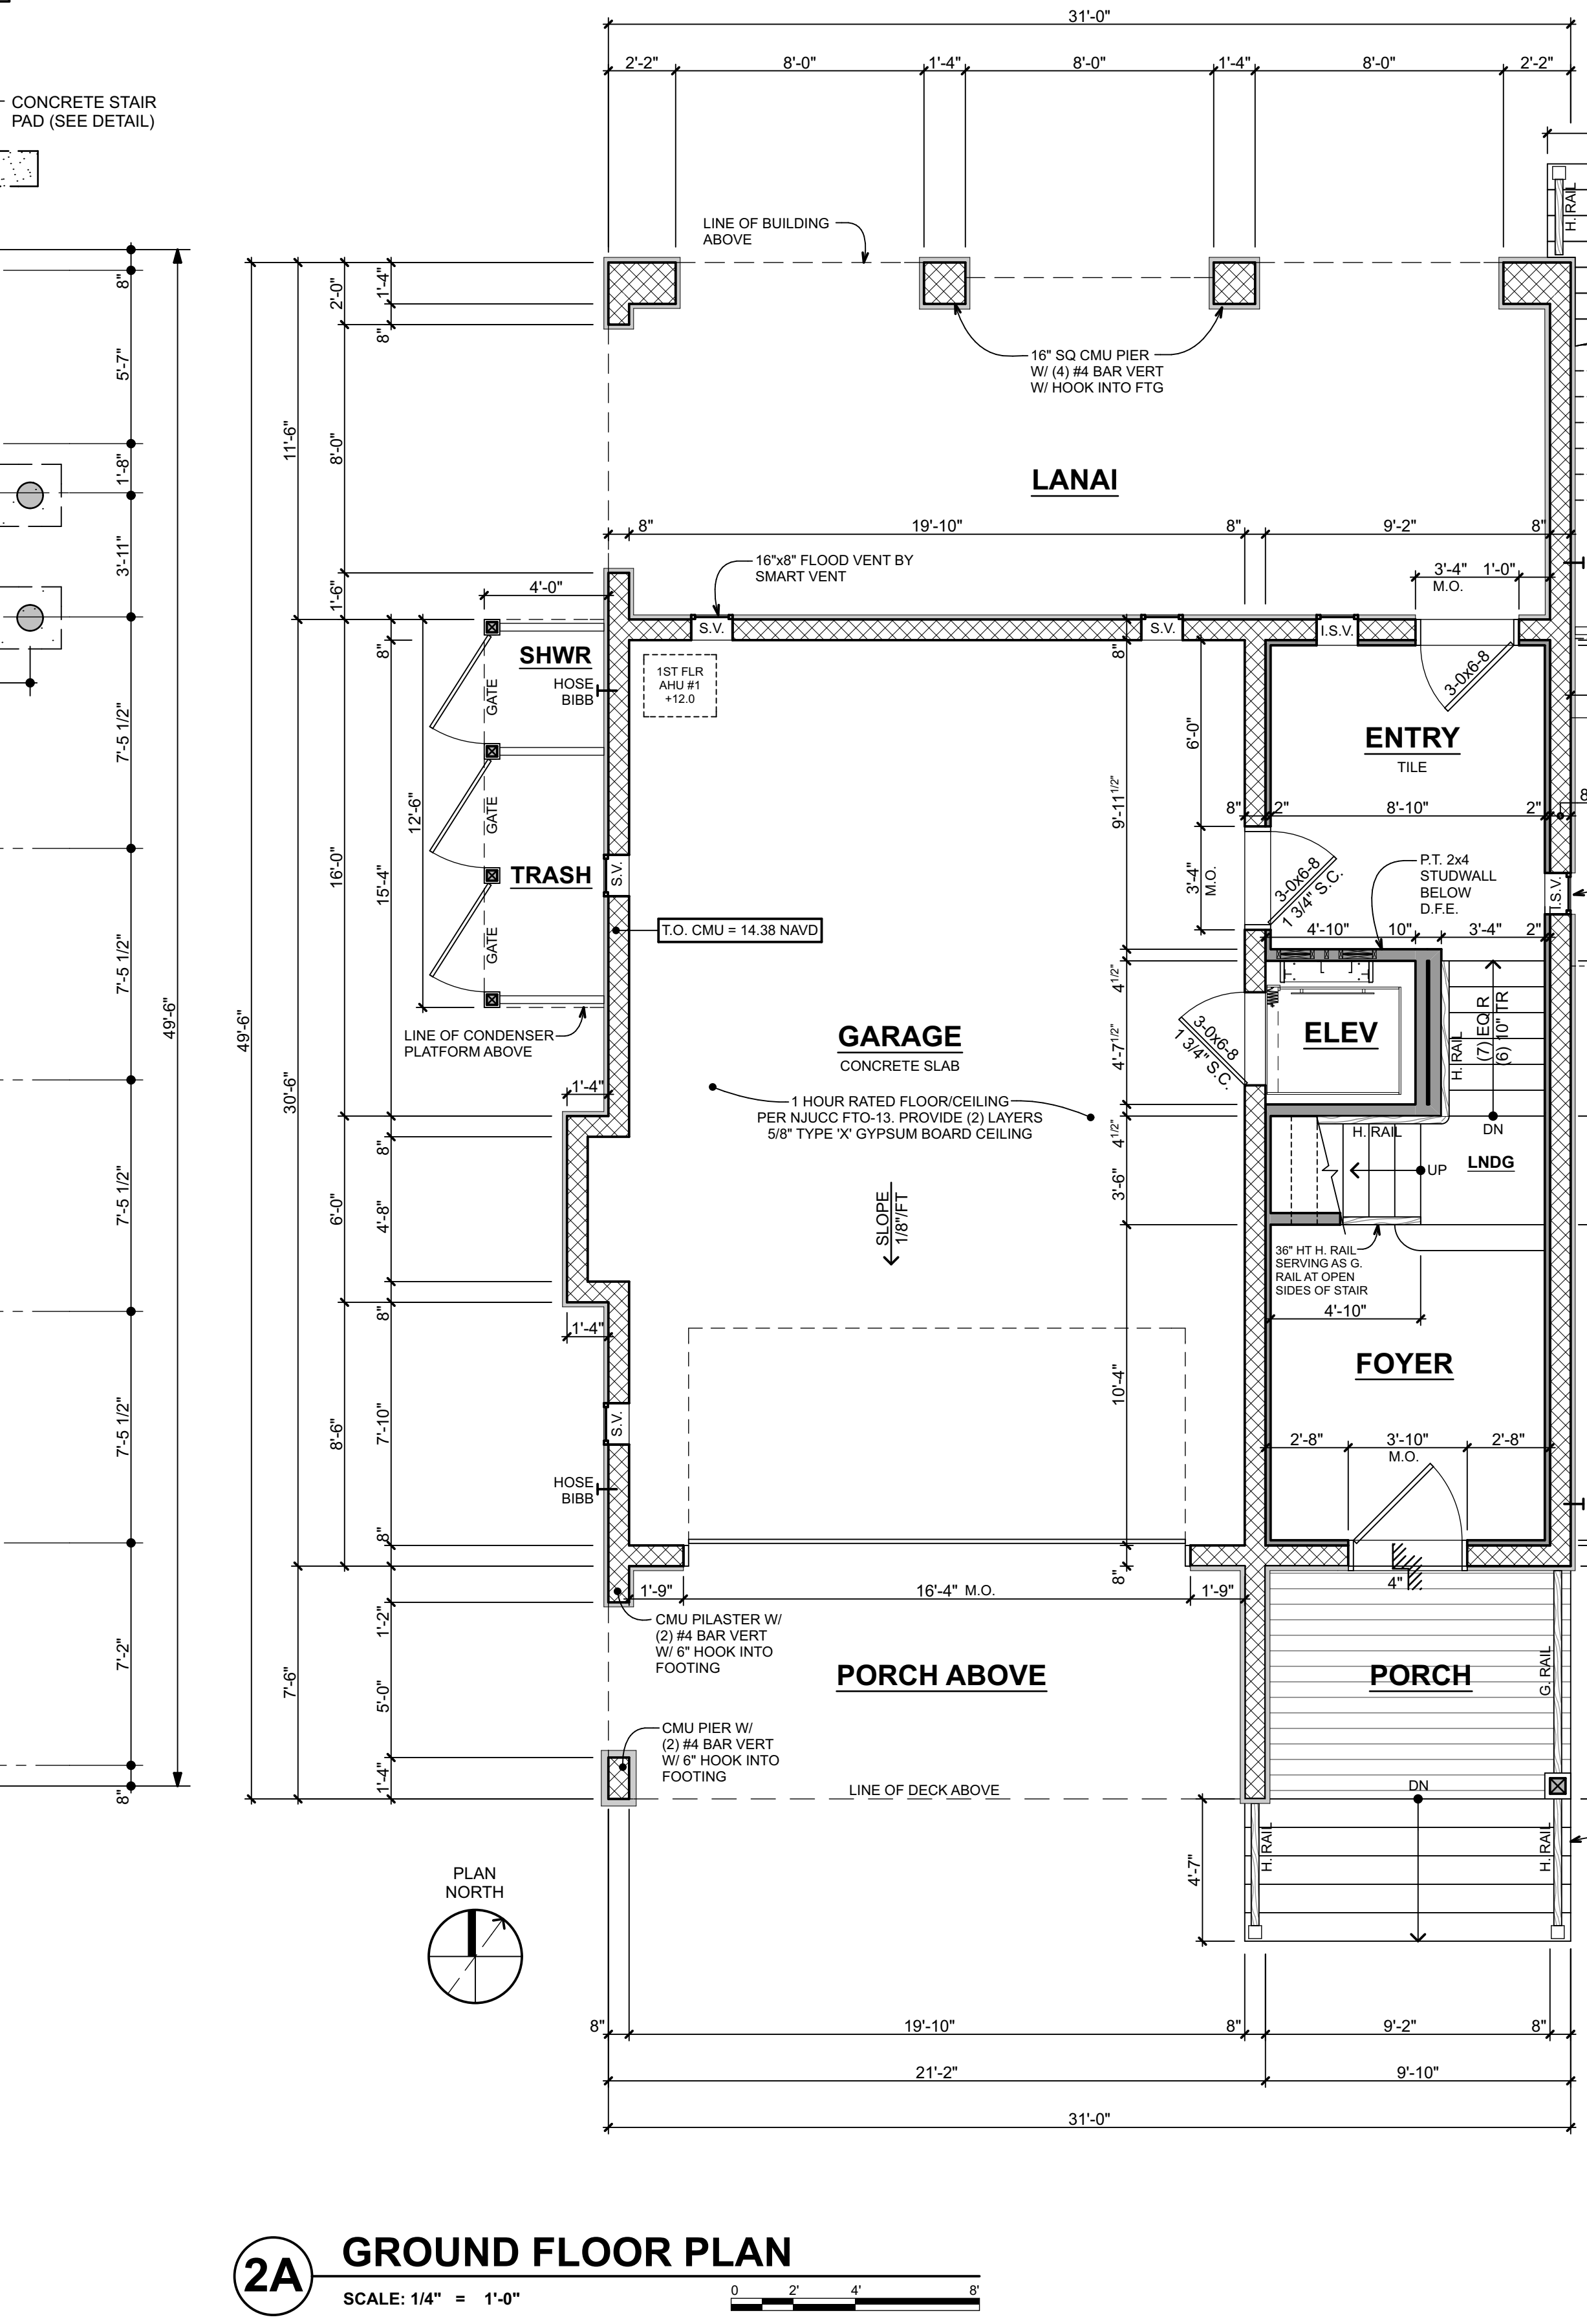 31'-0"
2'-2" 8'-0" 1'-4" 8'-0" 1'-4" 8'-0" 2'-2"
CONCRETE STAIR
PAD (SEE DETAIL)
H. RAIL
LINE OF BUILDING
ABOVE
8"
5'-7"
1'-8"
3'-11"
7'-5 1/2"
7'-5 1/2"
7'-5 1/2"
7'-5 1/2"
7'-2"
8"
49'-6"
49'-6"
11'-6"
30'-6"
7'-6"
2'-0"
8'-0"
1'-6"
16'-0"
6'-0"
8'-6"
1'-4"
8"
8"
15'-4"
8"
4'-8"
8"
7'-10"
8"
1'-2"
5'-0"
1'-4"
16" SQ CMU PIER
W/ (4) #4 BAR VERT
W/ HOOK INTO FTG
LANAI
8" 19'-10" 8" 9'-2" 8"
16"x8" FLOOD VENT BY
SMART VENT
3'-4" 1'-0"
M.O.
4'-0"
S.V. S.V. I.S.V.
SHWR
HOSE
BIBB
GATE
1ST FLR
AHU #1
+12.0
8"
6'-0"
3-0x6-8
ENTRY
TILE
12'-6"
GATE
9'-11 1/2"
8" 2" 8'-10" 2" 8
TRASH
S.V.
3'-4"
M.O.
3-0x6-8
1 3/4" S.C.
P.T. 2x4
STUDWALL
BELOW
D.F.E.
I.S.V.
GATE
T.O. CMU = 14.38 NAVD
4'-10" 10" 3'-4" 2"
4 1/2"
LINE OF CONDENSER
PLATFORM ABOVE
GARAGE
CONCRETE SLAB
3-0x6-8
1 3/4" S.C.
ELEV
H. RAIL
(7) EQ R
(6) 10" TR
4'-7 1/2"
1'-4"
1 HOUR RATED FLOOR/CEILING
PER NJUCC FTO-13. PROVIDE (2) LAYERS
5/8" TYPE 'X' GYPSUM BOARD CEILING
4 1/2"
H. RAIL
DN
UP
LNDG
3'-6"
SLOPE
1/8"/FT
36" HT H. RAIL
SERVING AS G.
RAIL AT OPEN
SIDES OF STAIR
4'-10"
1'-4"
FOYER
10'-4"
S.V.
2'-8" 3'-10" 2'-8"
M.O.
HOSE
BIBB
8"
1'-9" 16'-4" M.O. 1'-9"
4"
CMU PILASTER W/
(2) #4 BAR VERT
W/ 6" HOOK INTO
FOOTING
PORCH ABOVE
PORCH
G. RAIL
CMU PIER W/
(2) #4 BAR VERT
W/ 6" HOOK INTO
FOOTING
LINE OF DECK ABOVE
DN
H. RAIL
H. RAIL
4'-7"
PLAN
NORTH
8" 19'-10" 8" 9'-2" 8"
21'-2" 9'-10"
31'-0"
2A
GROUND FLOOR PLAN
SCALE: 1/4" = 1'-0"
0 2' 4' 8'